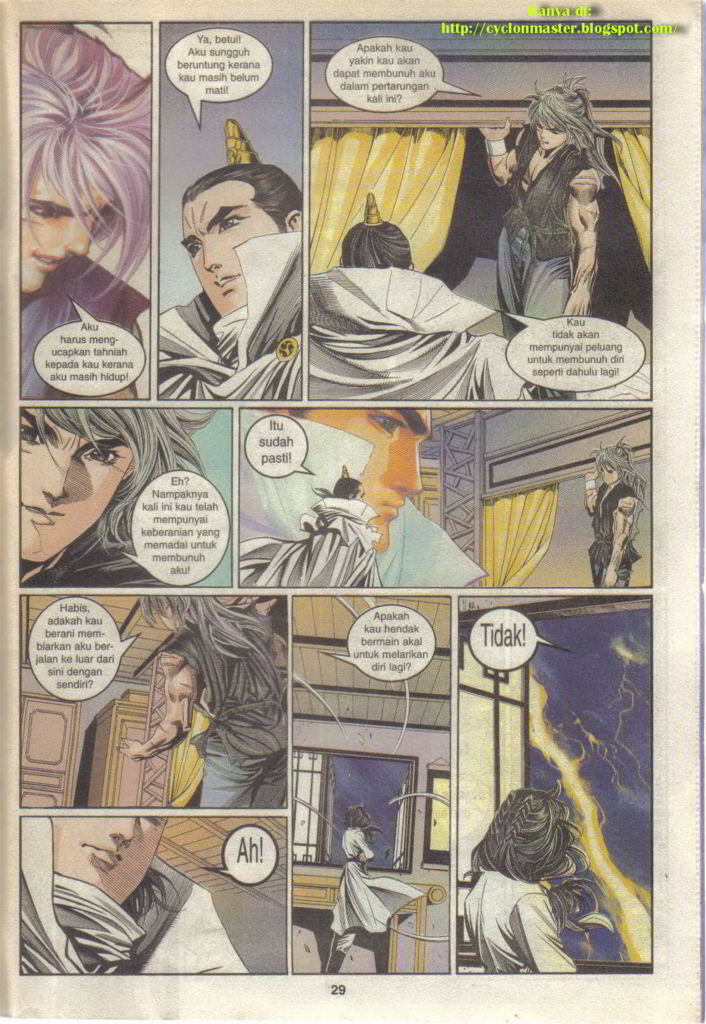 Hanya di:
http://cyclonmaster.blogspot.com/
Aku
harus meng-
ucapkan tahniah
kepada kau kerana
aku masih hidup!
Ya, betul!
Aku sungguh
beruntung kerana
kau masih belum
mati!
Apakah kau
yakin kau akan
dapat membunuh aku
dalam pertarungan
kali ini?
Kau
tidak akan
mempunyai peluang
untuk membunuh diri
seperti dahulu lagi!
Eh?
Nampaknya
kali ini kau telah
mempunyai
keberanian yang
memadai untuk
membunuh
aku!
Itu
sudah
pasti!
Habis,
adakah kau
berani mem-
biarkan aku ber-
jalan ke luar dari
sini dengan
sendiri?
Ah!
Apakah
kau hendak
bermain akal
untuk melarikan
diri lagi?
Tidak!
29